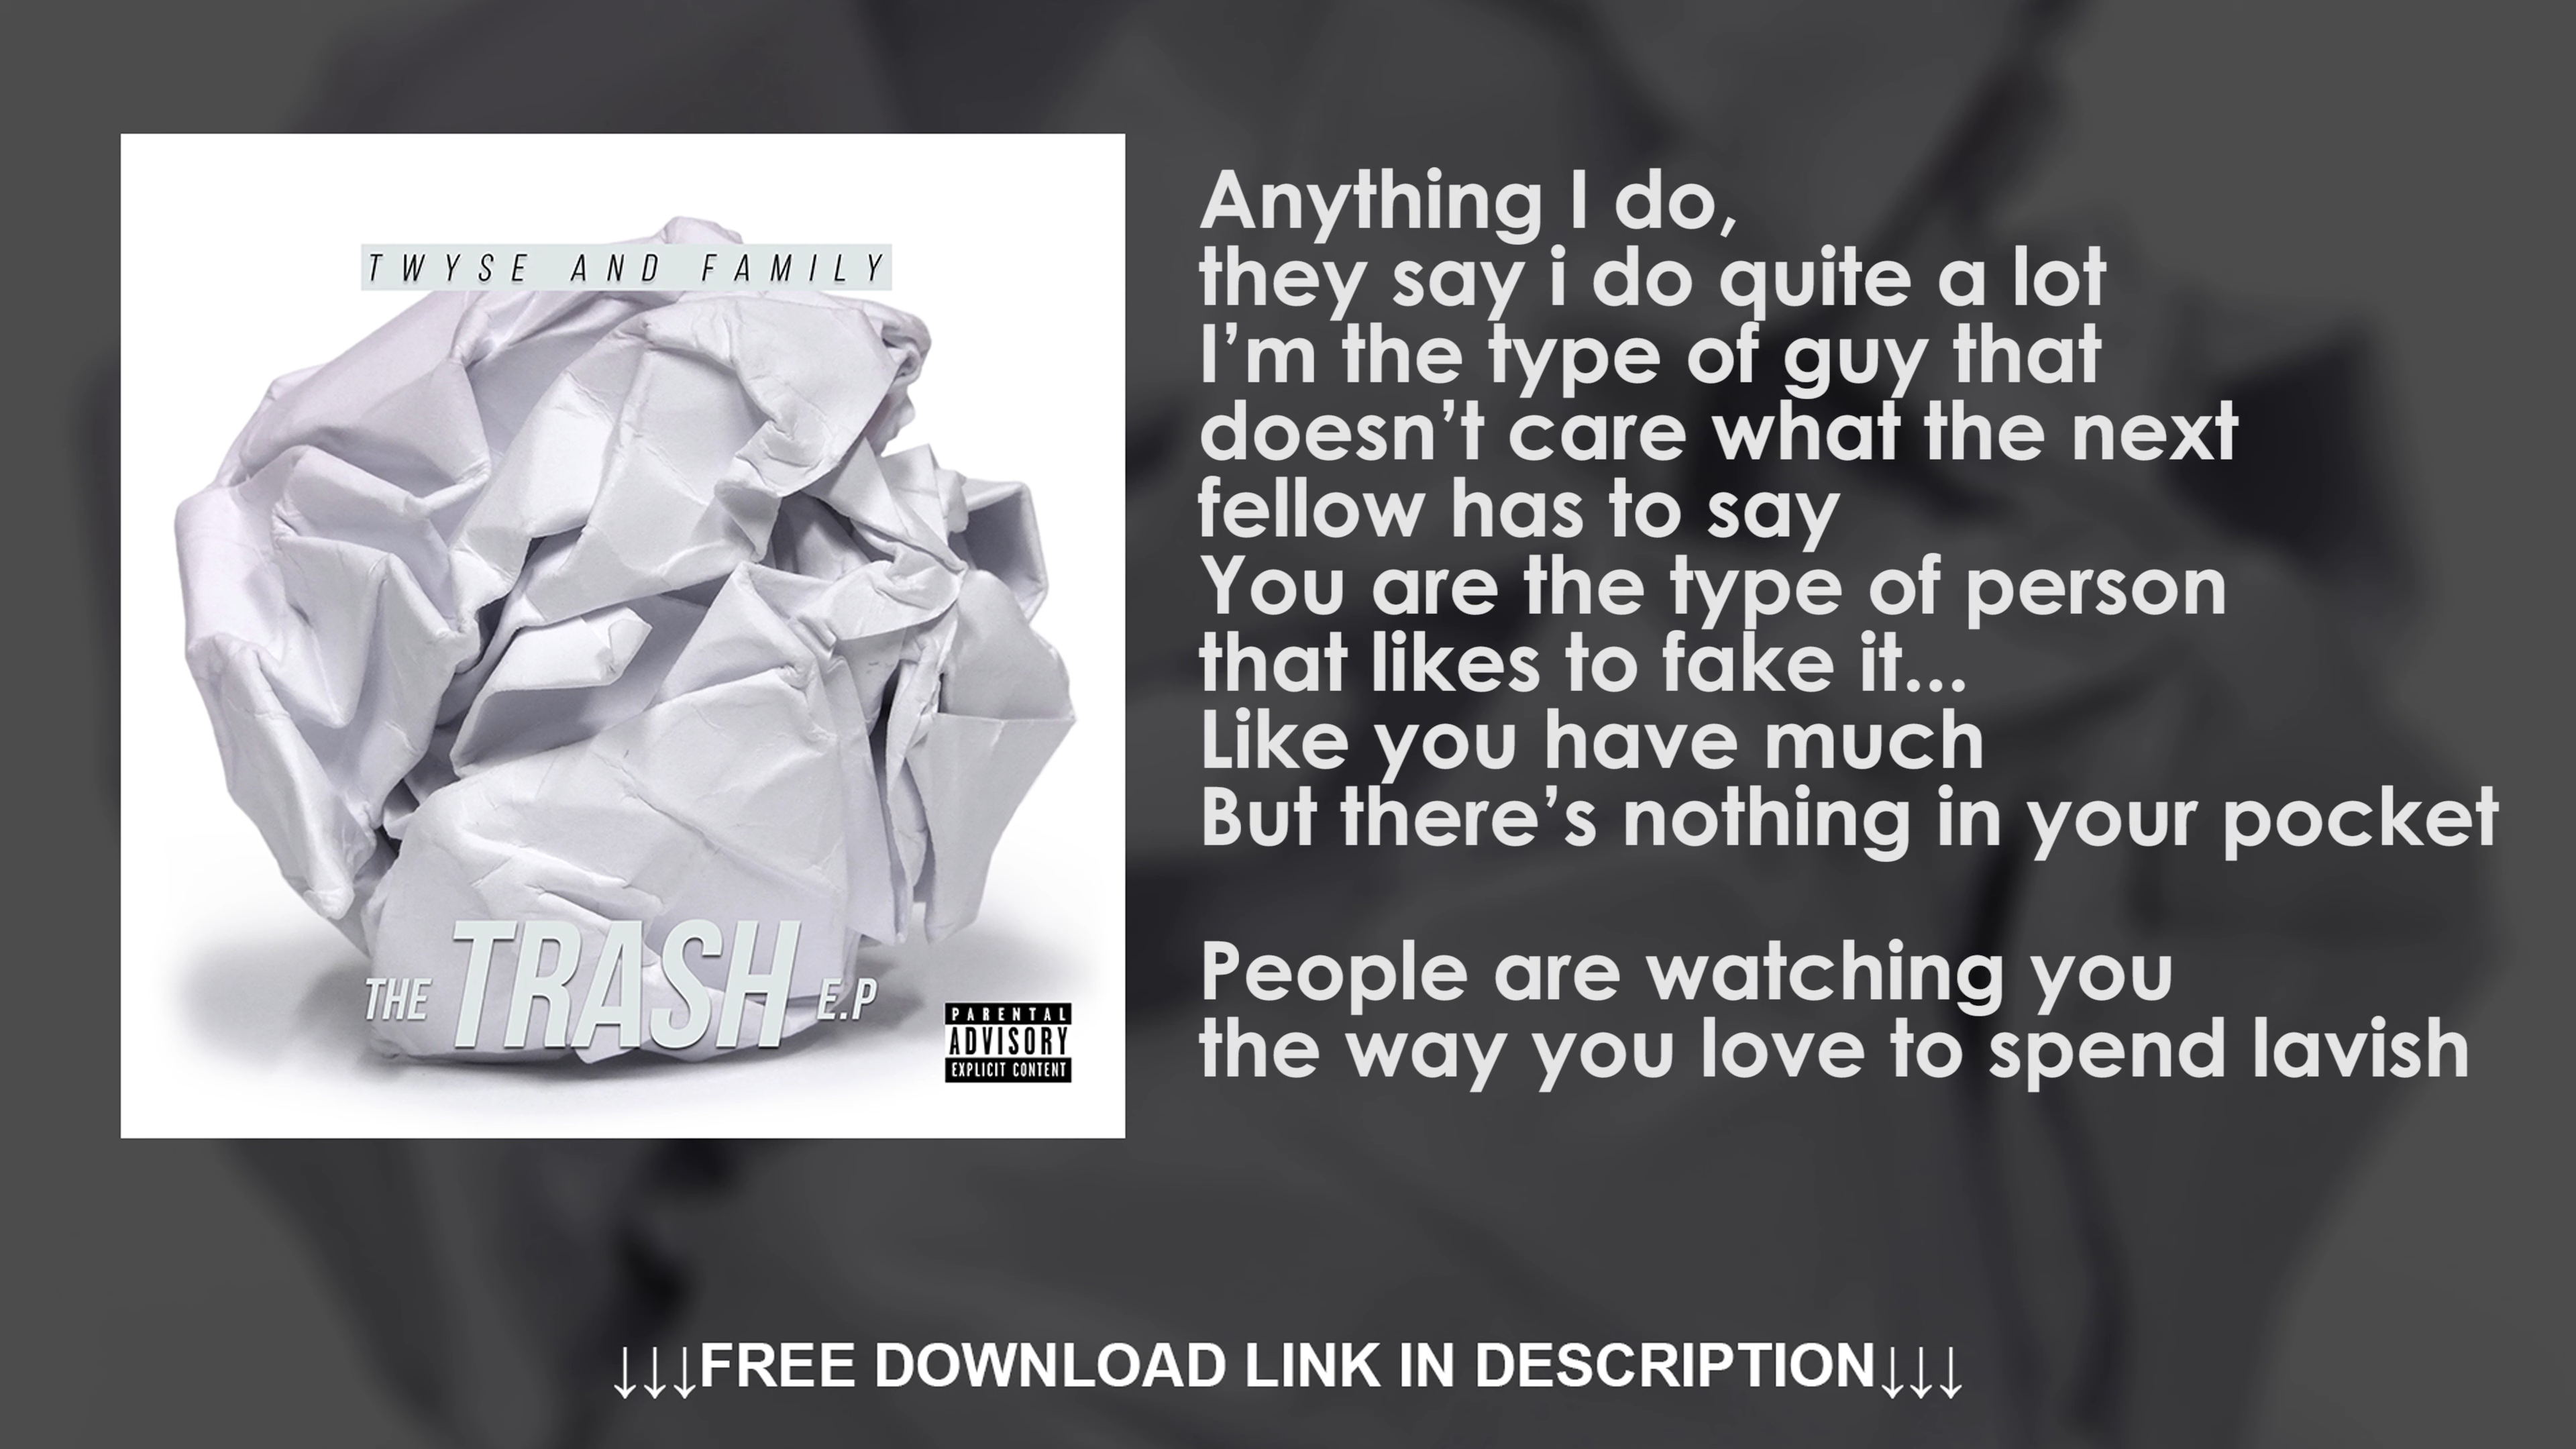 TWYSE AND FAMILY
THE TRASH E.P
PARENTAL
ADVISORY
EXPLICIT CONTENT
Anything I do,
they say i do quite a lot
I’m the type of guy that
doesn’t care what the next
fellow has to say
You are the type of person
that likes to fake it...
Like you have much
But there’s nothing in your pocket
People are watching you
the way you love to spend lavish
↓↓↓FREE DOWNLOAD LINK IN DESCRIPTION↓↓↓